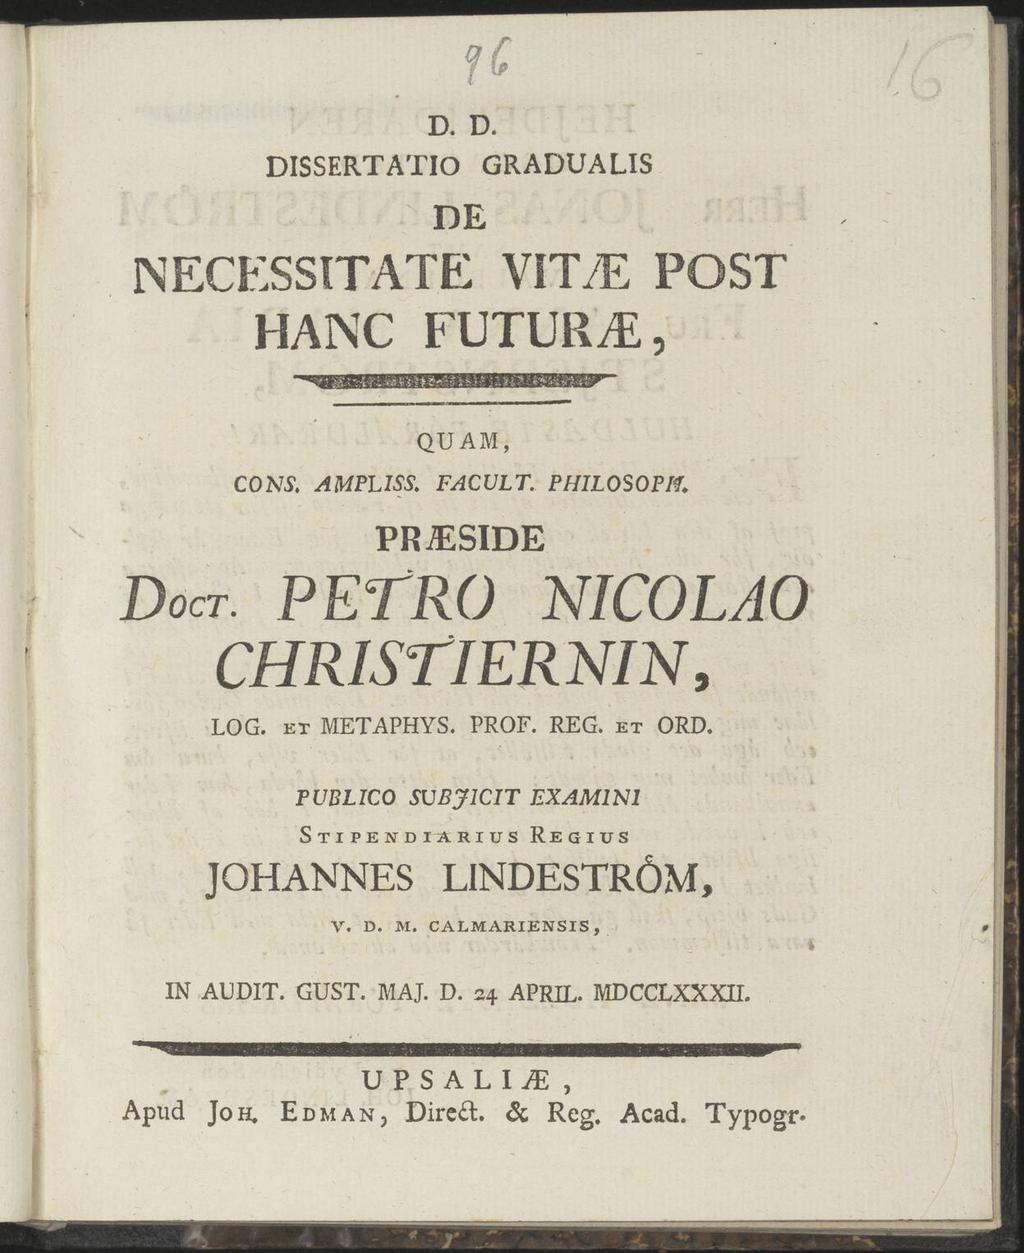 96
16
D. D.
DISSERTATIO GRADUALIS
DE
NECESSITATE VITÆ POST
HANC FUTURÆ,
QUAM,
CONS. AMPLISS. FACULT. PHILOSOPH.
PRÆSIDE
DOCT. PETRO NICOLAO
CHRISTIERNIN,
LOG. ET METAPHYS. PROF. REG. ET ORD.
PUBLICO SUBJICIT EXAMINI
STIPENDIARIUS REGIUS
JOHANNES LINDESTRÖM,
V. D. M. CALMARIENSIS,
IN AUDIT. GUST. MAJ. D. 24 APRIL. MDCCLXXXII.
UPSALIÆ,
Apud JOH. EDMAN, Direct. & Reg. Acad. Typogr.